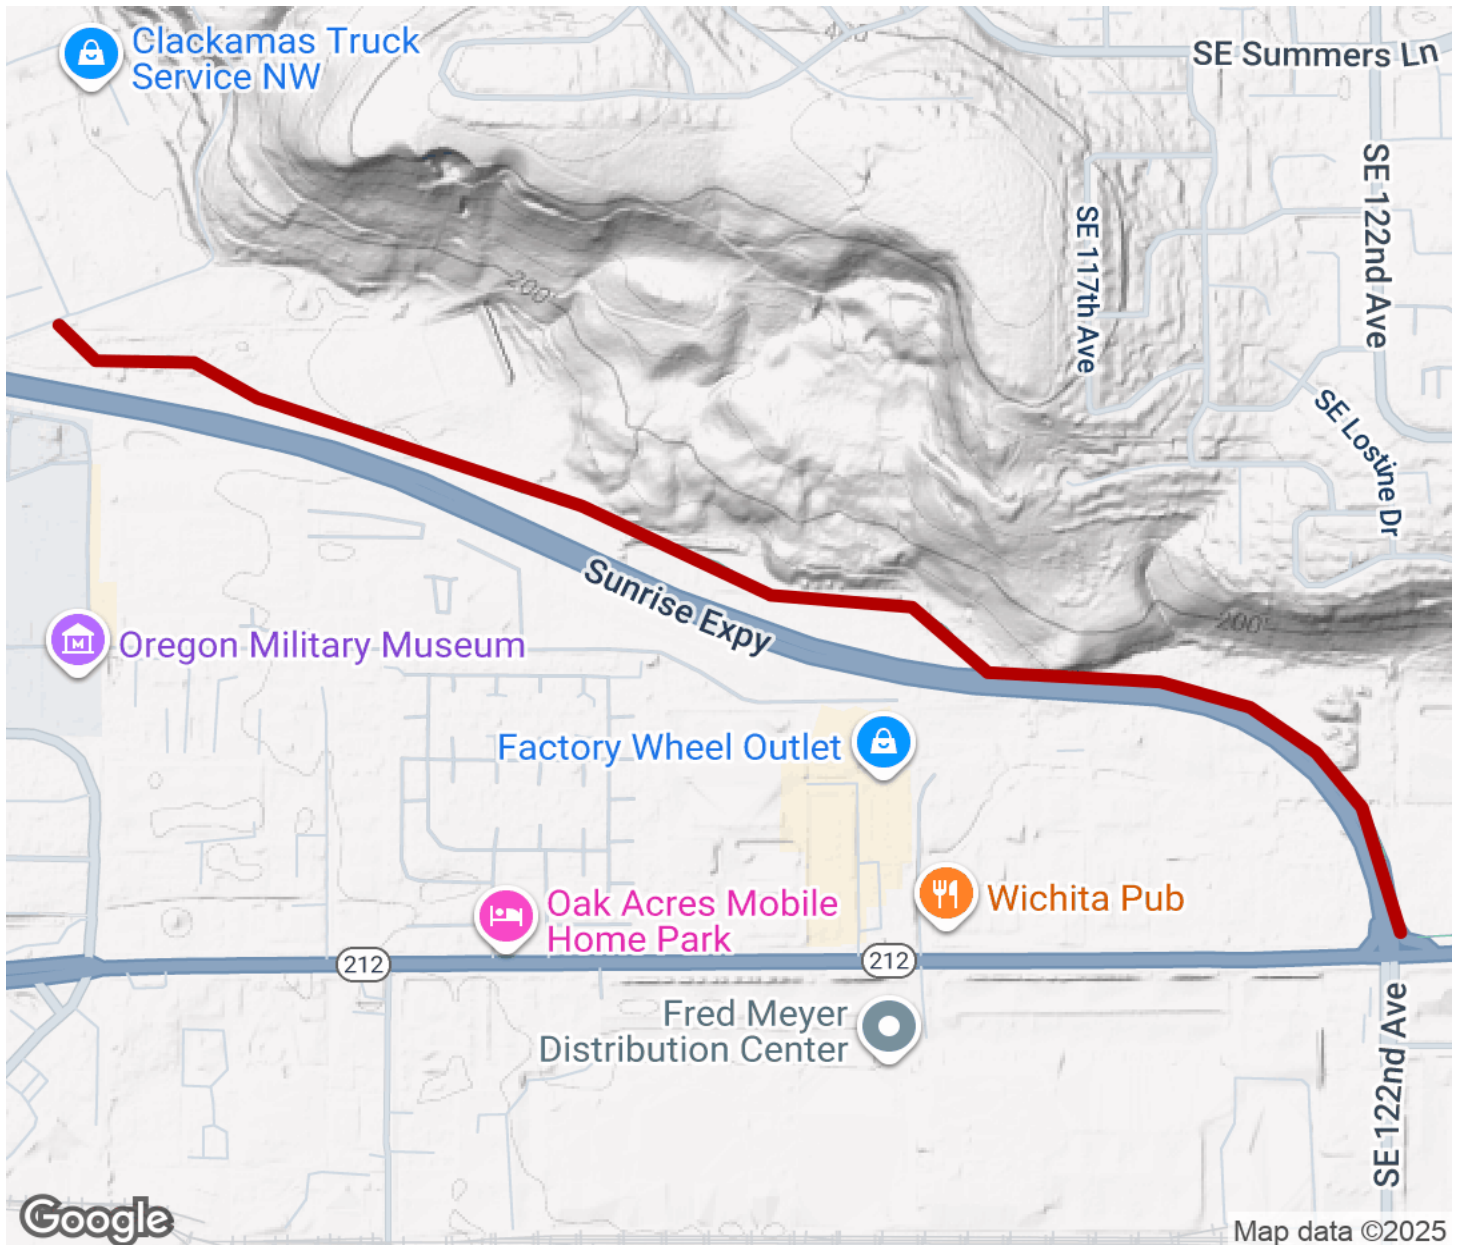 Clackamas Truck
Service NW
400
SE Summers Ln
SE 122nd Ave
SE 117th Ave
200'
SE Lostine Dr
Sunrise Expy
200'
Oregon Military Museum
M
Factory Wheel Outlet
Oak Acres Mobile
Home Park
Wichita Pub
212
212
Fred Meyer
Distribution Center
SE 122nd Ave
Google
Map data ©2025